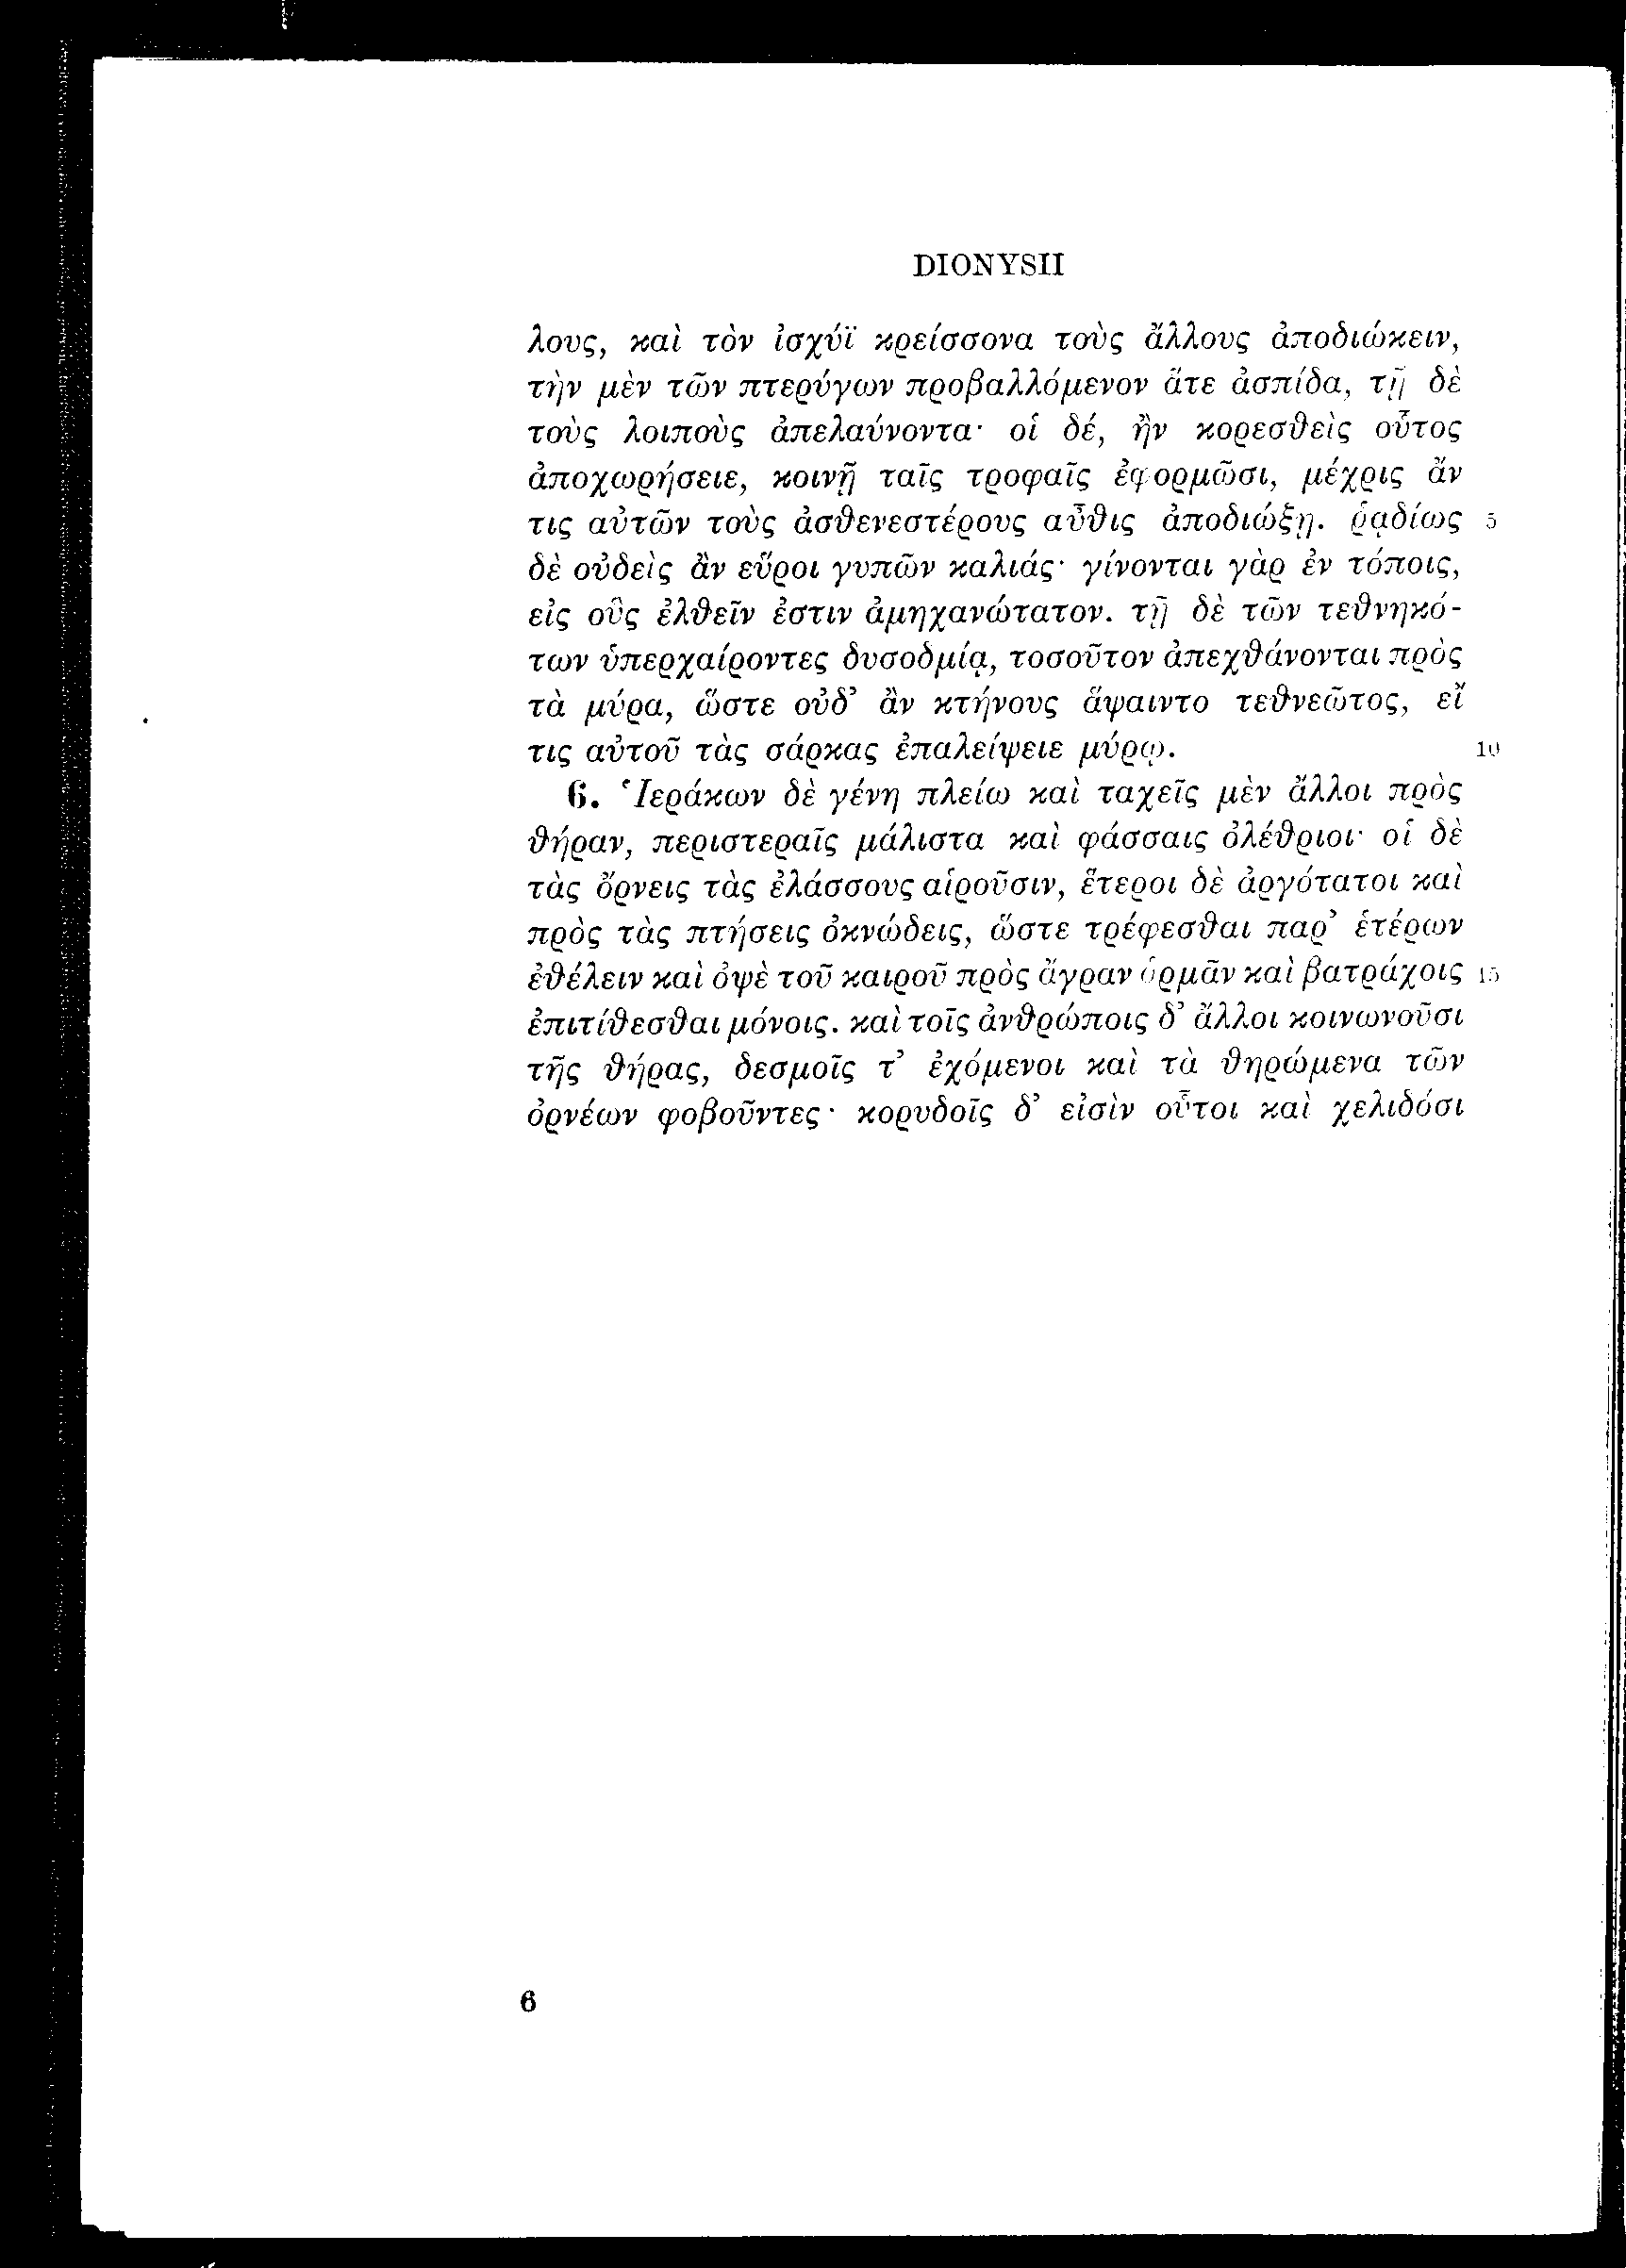 DIONYSII
λους, καὶ τὸν ἰσχύϊ κρείσσονα τοὺς ἄλλους ἀποδιώκειν,
τὴν μὲν τῶν πτερύγων προβαλλόμενον ἅτε ἀσπίδα, τῇ δὲ
τοὺς λοιποὺς ἀπελαύνοντα· οἱ δέ, ἢν κορεσθεὶς οὗτος
ἀποχωρήσειε, κοινῇ ταῖς τροφαῖς ἐφορμῶσι, μέχρις ἄν
τις αὐτῶν τοὺς ἀσθενεστέρους αὖθις ἀποδιώξῃ. ῥᾳδίως 5
δὲ οὐδεὶς ἂν εὕροι γυπῶν καλιάς· γίνονται γὰρ ἐν τόποις,
εἰς οὓς ἐλθεῖν ἐστιν ἀμηχανώτατον. τῇ δὲ τῶν τεθνηκό-
των ὑπερχαίροντες δυσοδμίᾳ, τοσοῦτον ἀπεχθάνονται πρὸς
τὰ μύρα, ὥστε οὐδ’ ἂν κτήνους ἅψαιντο τεθνεῶτος, εἴ
τις αὐτοῦ τὰς σάρκας ἐπαλείψειε μύρῳ. 10
6. Ἱεράκων δὲ γένη πλείω καὶ ταχεῖς μὲν ἄλλοι πρὸς
θήραν, περιστεραῖς μάλιστα καὶ φάσσαις ὀλέθριοι· οἱ δὲ
τὰς ὄρνεις τὰς ἐλάσσους αἱροῦσιν, ἕτεροι δὲ ἀργότατοι καὶ
πρὸς τὰς πτήσεις ὀκνώδεις, ὥστε τρέφεσθαι παρ’ ἑτέρων
ἐθέλειν καὶ ὀψὲ τοῦ καιροῦ πρὸς ἄγραν ὁρμᾶν καὶ βατράχοις 15
ἐπιτίθεσθαι μόνοις. καὶ τοῖς ἀνθρώποις δ’ ἄλλοι κοινωνοῦσι
τῆς θήρας, δεσμοῖς τ’ ἐχόμενοι καὶ τὰ θηρώμενα τῶν
ὀρνέων φοβοῦντες· κορυδοῖς δ’ εἰσὶν οὗτοι καὶ χελιδόσι
6